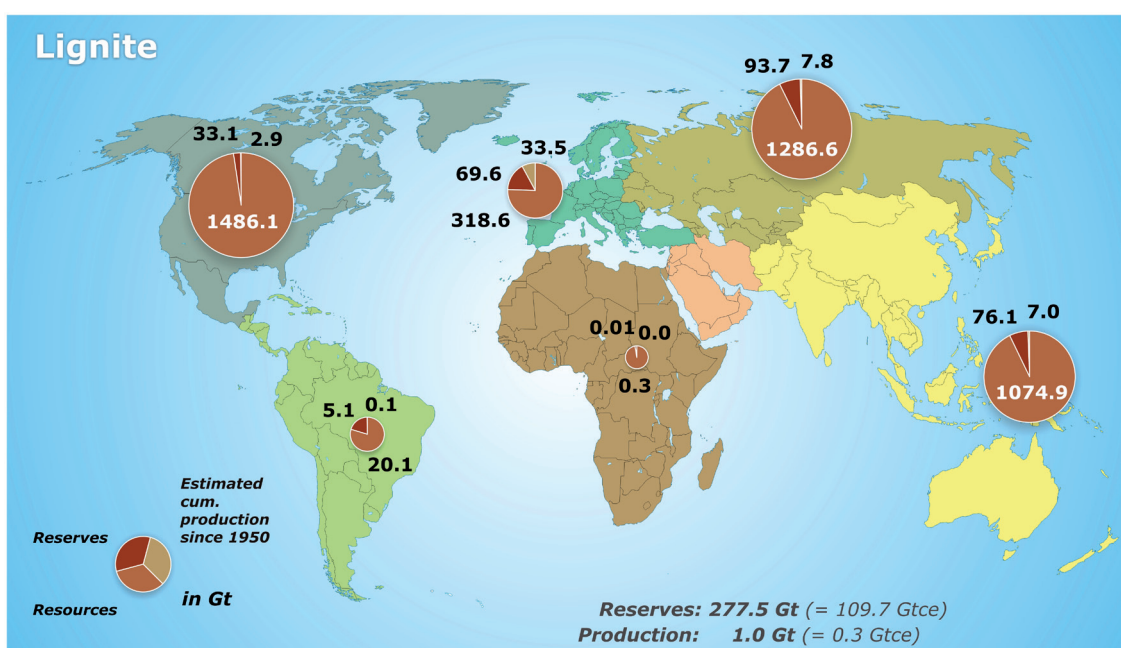 Lignite
93.7 7.8
1286.6
33.1 2.9
1486.1
33.5
69.6
318.6
76.1 7.0
1074.9
0.01 0.0
0.3
5.1 0.1
20.1
Estimated
cum.
production
since 1950
Reserves
Resources
in Gt
Reserves: 277.5 Gt (= 109.7 Gtce)
Production: 1.0 Gt (= 0.3 Gtce)